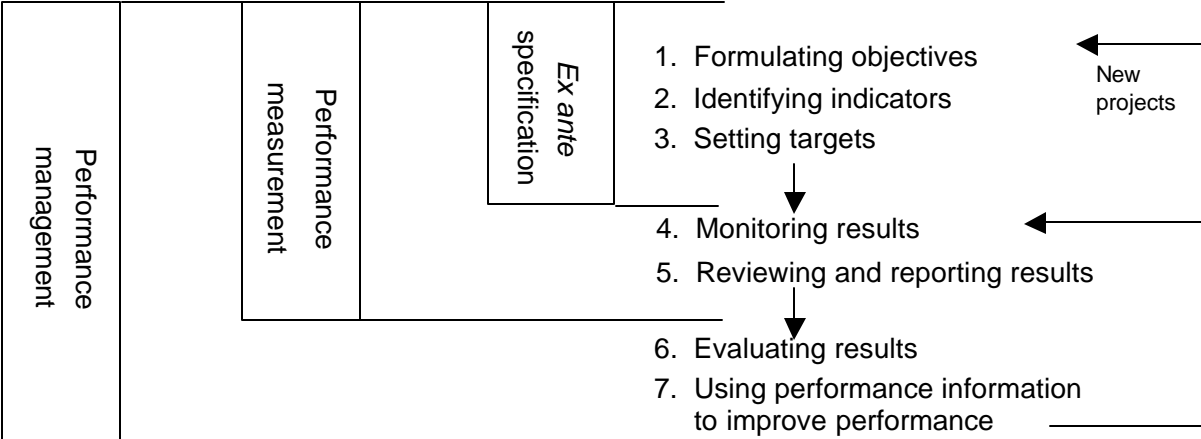 Performance
management
Performance
measurement
Ex ante
specification
1. Formulating objectives
2. Identifying indicators
3. Setting targets
New
projects
4. Monitoring results
5. Reviewing and reporting results
6. Evaluating results
7. Using performance information
to improve performance